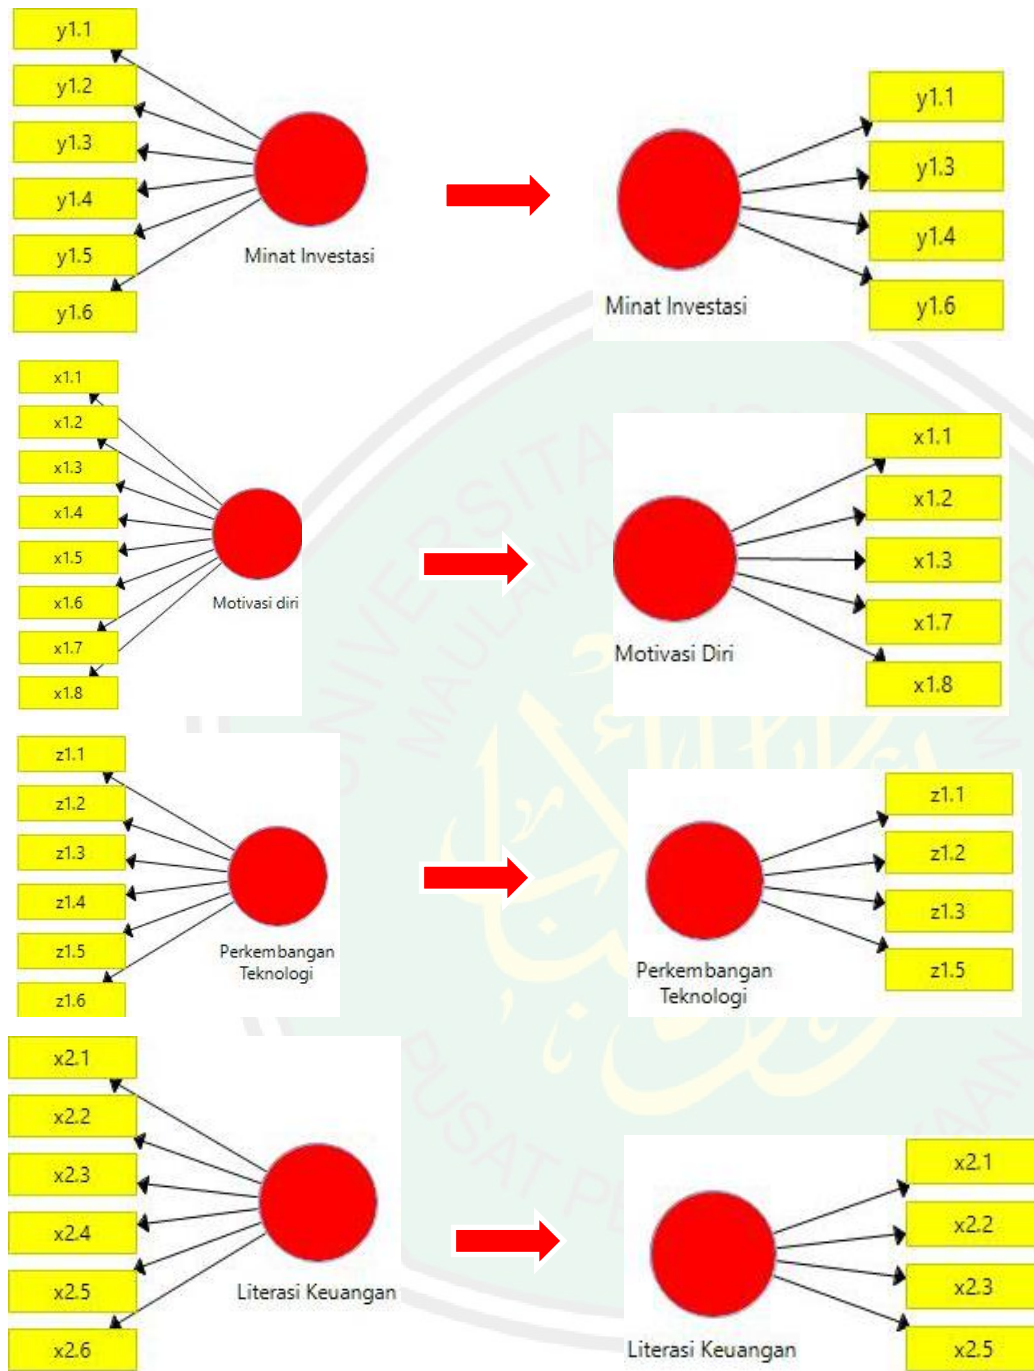 y1.1
y1.2
y1.3
y1.4
y1.5
y1.6
Minat Investasi
y1.1
y1.3
y1.4
y1.6
Minat Investasi
x1.1
x1.2
x1.3
x1.4
x1.5
x1.6
x1.7
x1.8
Motivasi diri
x1.1
x1.2
x1.3
x1.7
x1.8
Motivasi Diri
z1.1
z1.2
z1.3
z1.4
z1.5
z1.6
Perkembangan
Teknologi
z1.1
z1.2
z1.3
z1.5
Perkembangan
Teknologi
x2.1
x2.2
x2.3
x2.4
x2.5
x2.6
Literasi Keuangan
x2.1
x2.2
x2.3
x2.5
Literasi Keuangan
MAULANA
PUSAT